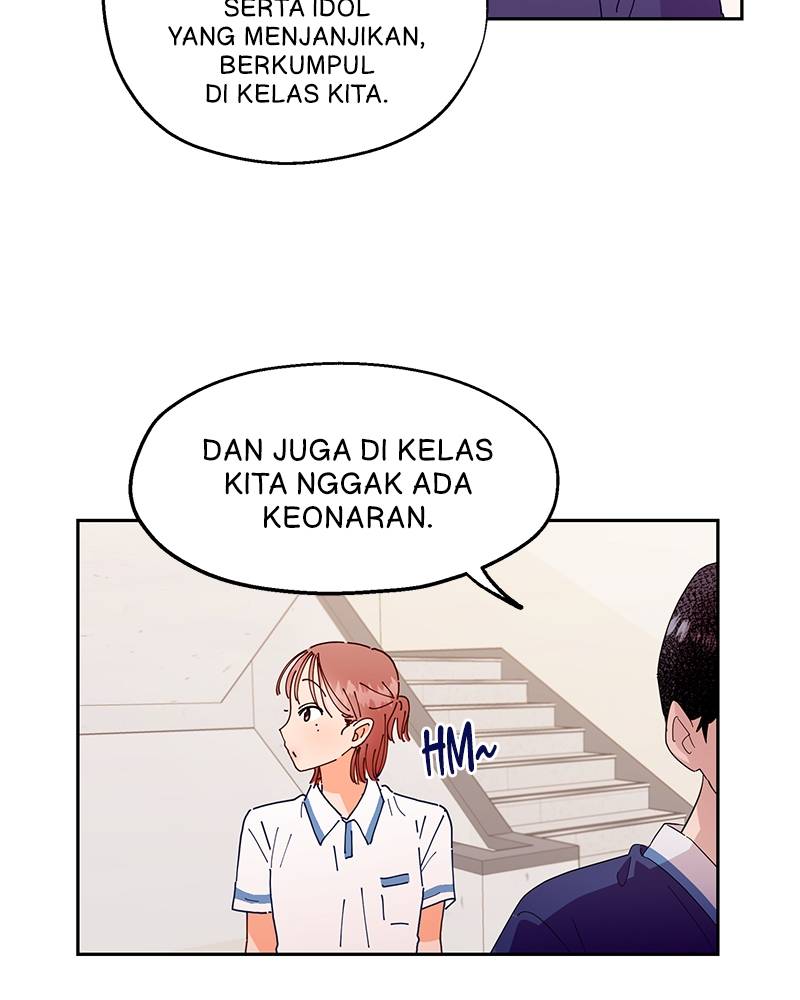 SERTA IDOL
YANG MENJANJIKAN,
BERKUMPUL
DI KELAS KITA.
DAN JUGA DI KELAS
KITA NGGAK ADA
KEONARAN.
HM~